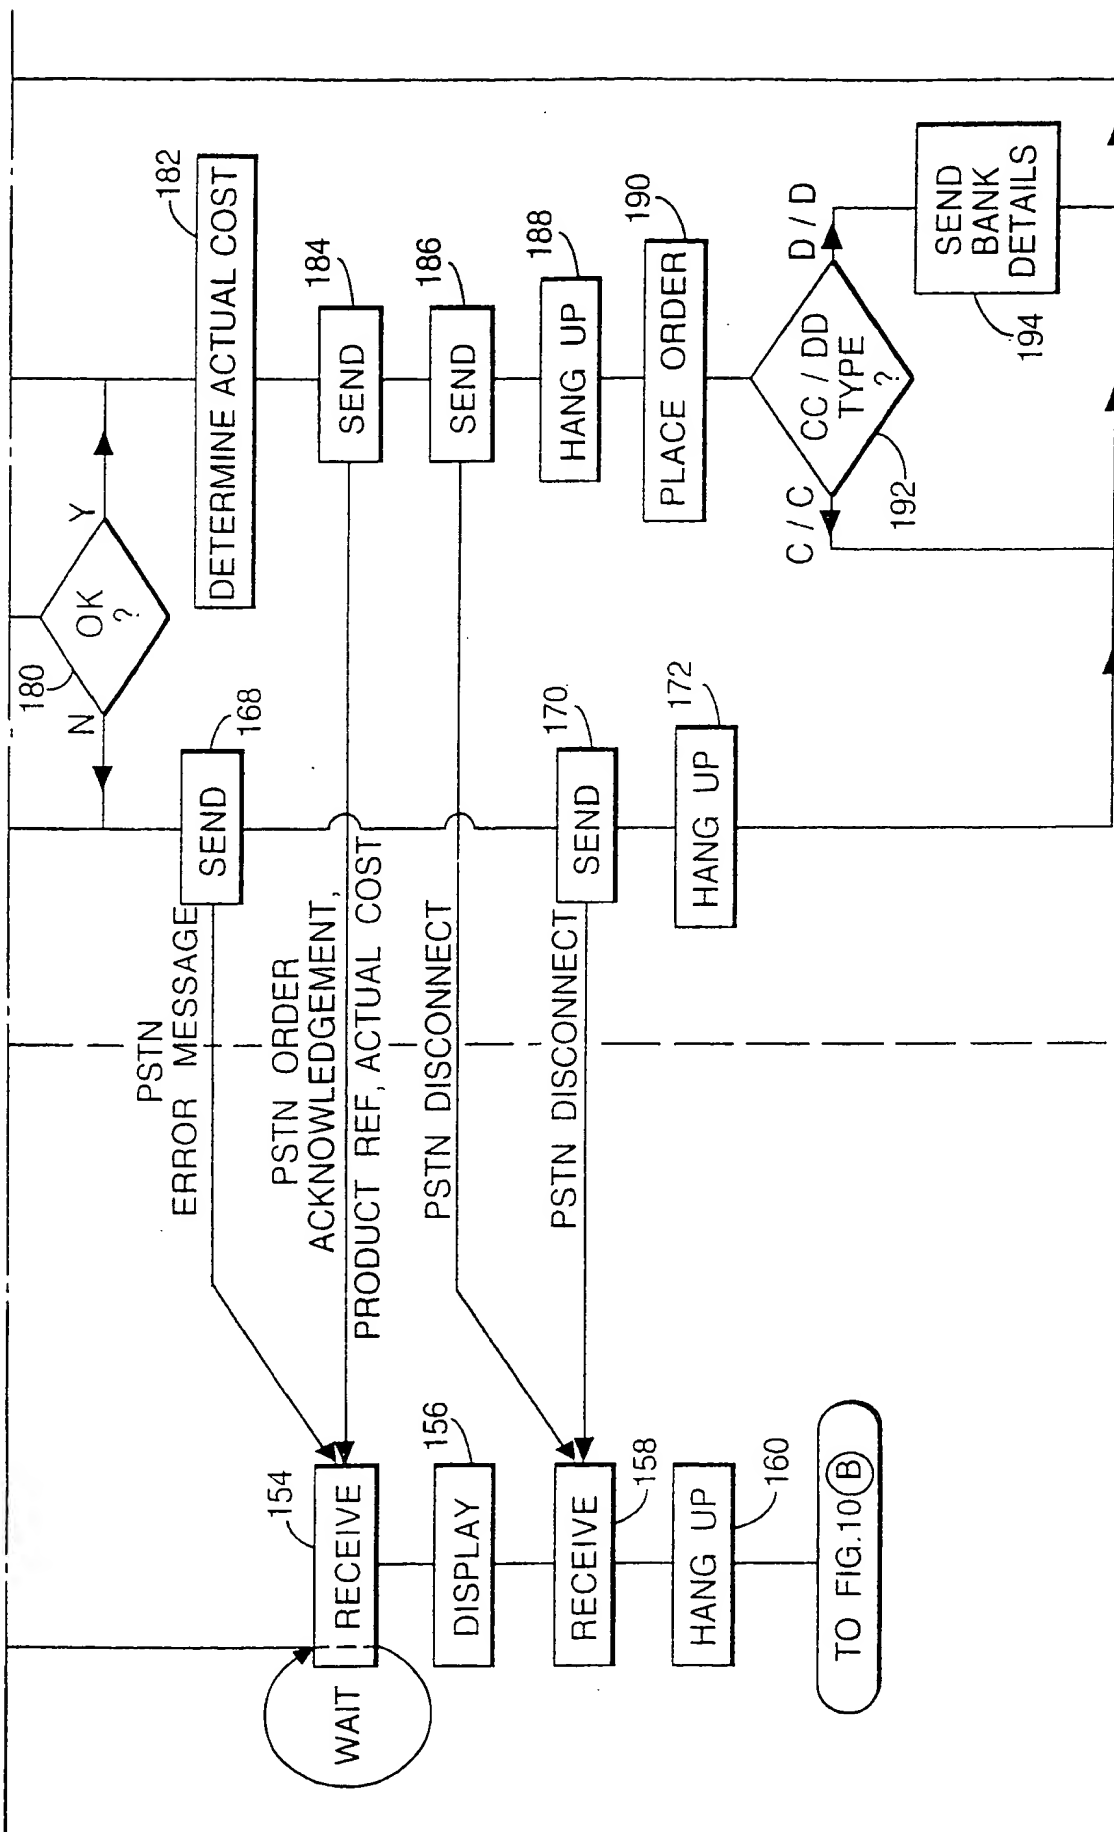 WAIT
RECEIVE
154
DISPLAY
156
RECEIVE
158
HANG UP
160
TO FIG.10 B
PSTN
ERROR MESSAGE
PSTN ORDER
ACKNOWLEDGEMENT,
PRODUCT REF, ACTUAL COST
PSTN DISCONNECT
PSTN DISCONNECT
180
OK
?
N
Y
SEND
168
SEND
170
HANG UP
172
DETERMINE ACTUAL COST
182
SEND
184
SEND
186
HANG UP
188
PLACE ORDER
190
CC / DD
TYPE
?
192
C / C
D / D
SEND
BANK
DETAILS
194